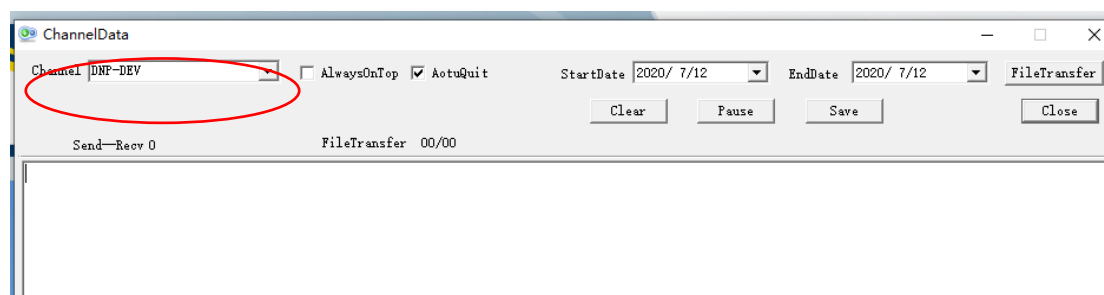 ChannelData
Channel DNP-DEV AlwaysOnTop AotuQuit StartDate 2020/ 7/12 EndDate 2020/ 7/12 FileTransfer
Clear Pause Save Close
Send—Recv 0 FileTransfer 00/00